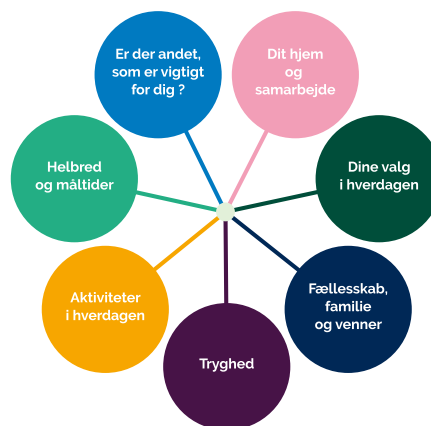 Er der andet,
som er vigtigt
for dig ?
Dit hjem
og
samarbejde
Dine valg
i hverdagen
Fællesskab,
familie
og venner
Tryghed
Aktiviteter
i hverdagen
Helbred
og måltider